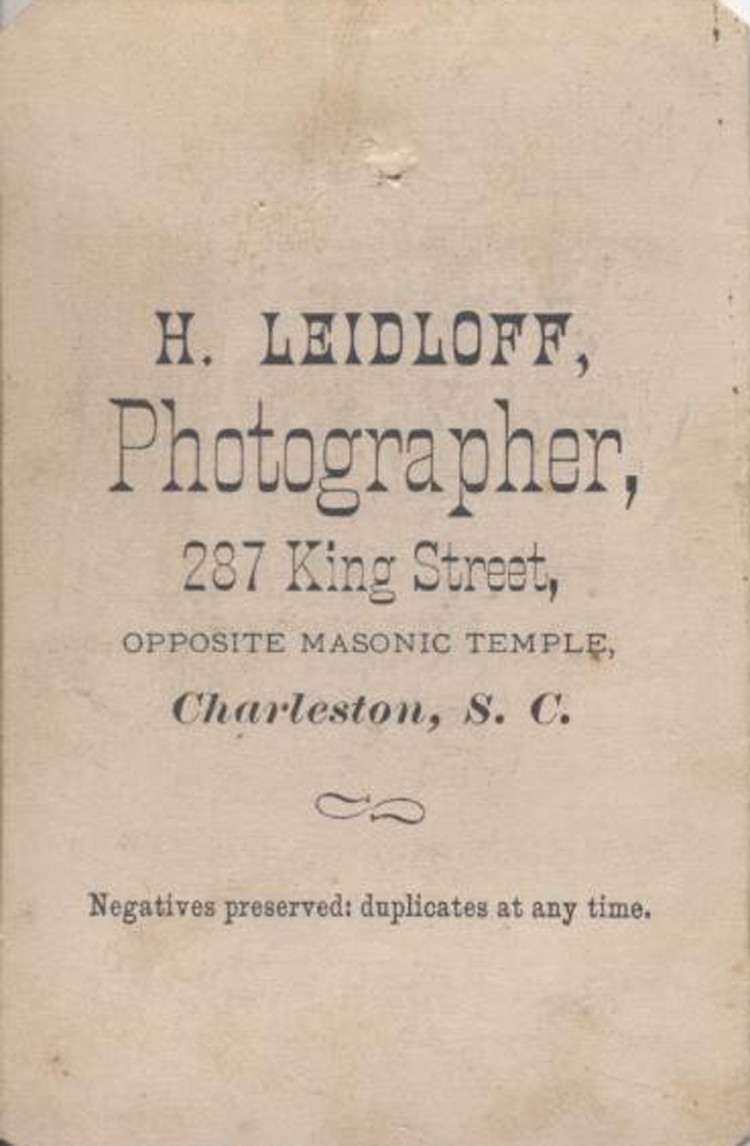 H. LEIDLOFF,
Photographer,
287 King Street,
OPPOSITE MASONIC TEMPLE,
Charleston, S. C.
Negatives preserved: duplicates at any time.